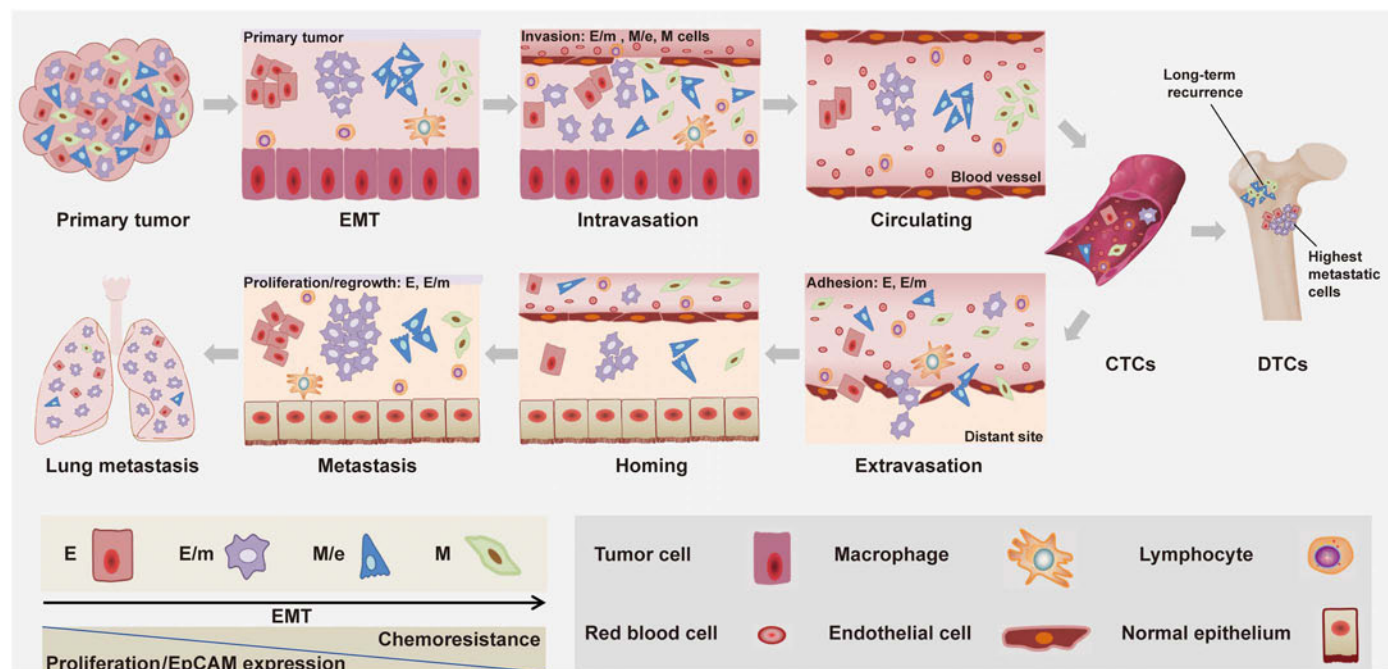 Primary tumor
Invasion: E/m , M/e, M cells
Long-term
recurrence
Blood vessel
Primary tumor
EMT
Intravasation
Circulating
Highest
metastatic
cells
Proliferation/regrowth: E, E/m
Adhesion: E, E/m
CTCs
DTCs
Distant site
Lung metastasis
Metastasis
Homing
Extravasation
E
E/m
M/e
M
EMT
Chemoresistance
Proliferation/EpCAM expression
Tumor cell
Macrophage
Lymphocyte
Red blood cell
Endothelial cell
Normal epithelium